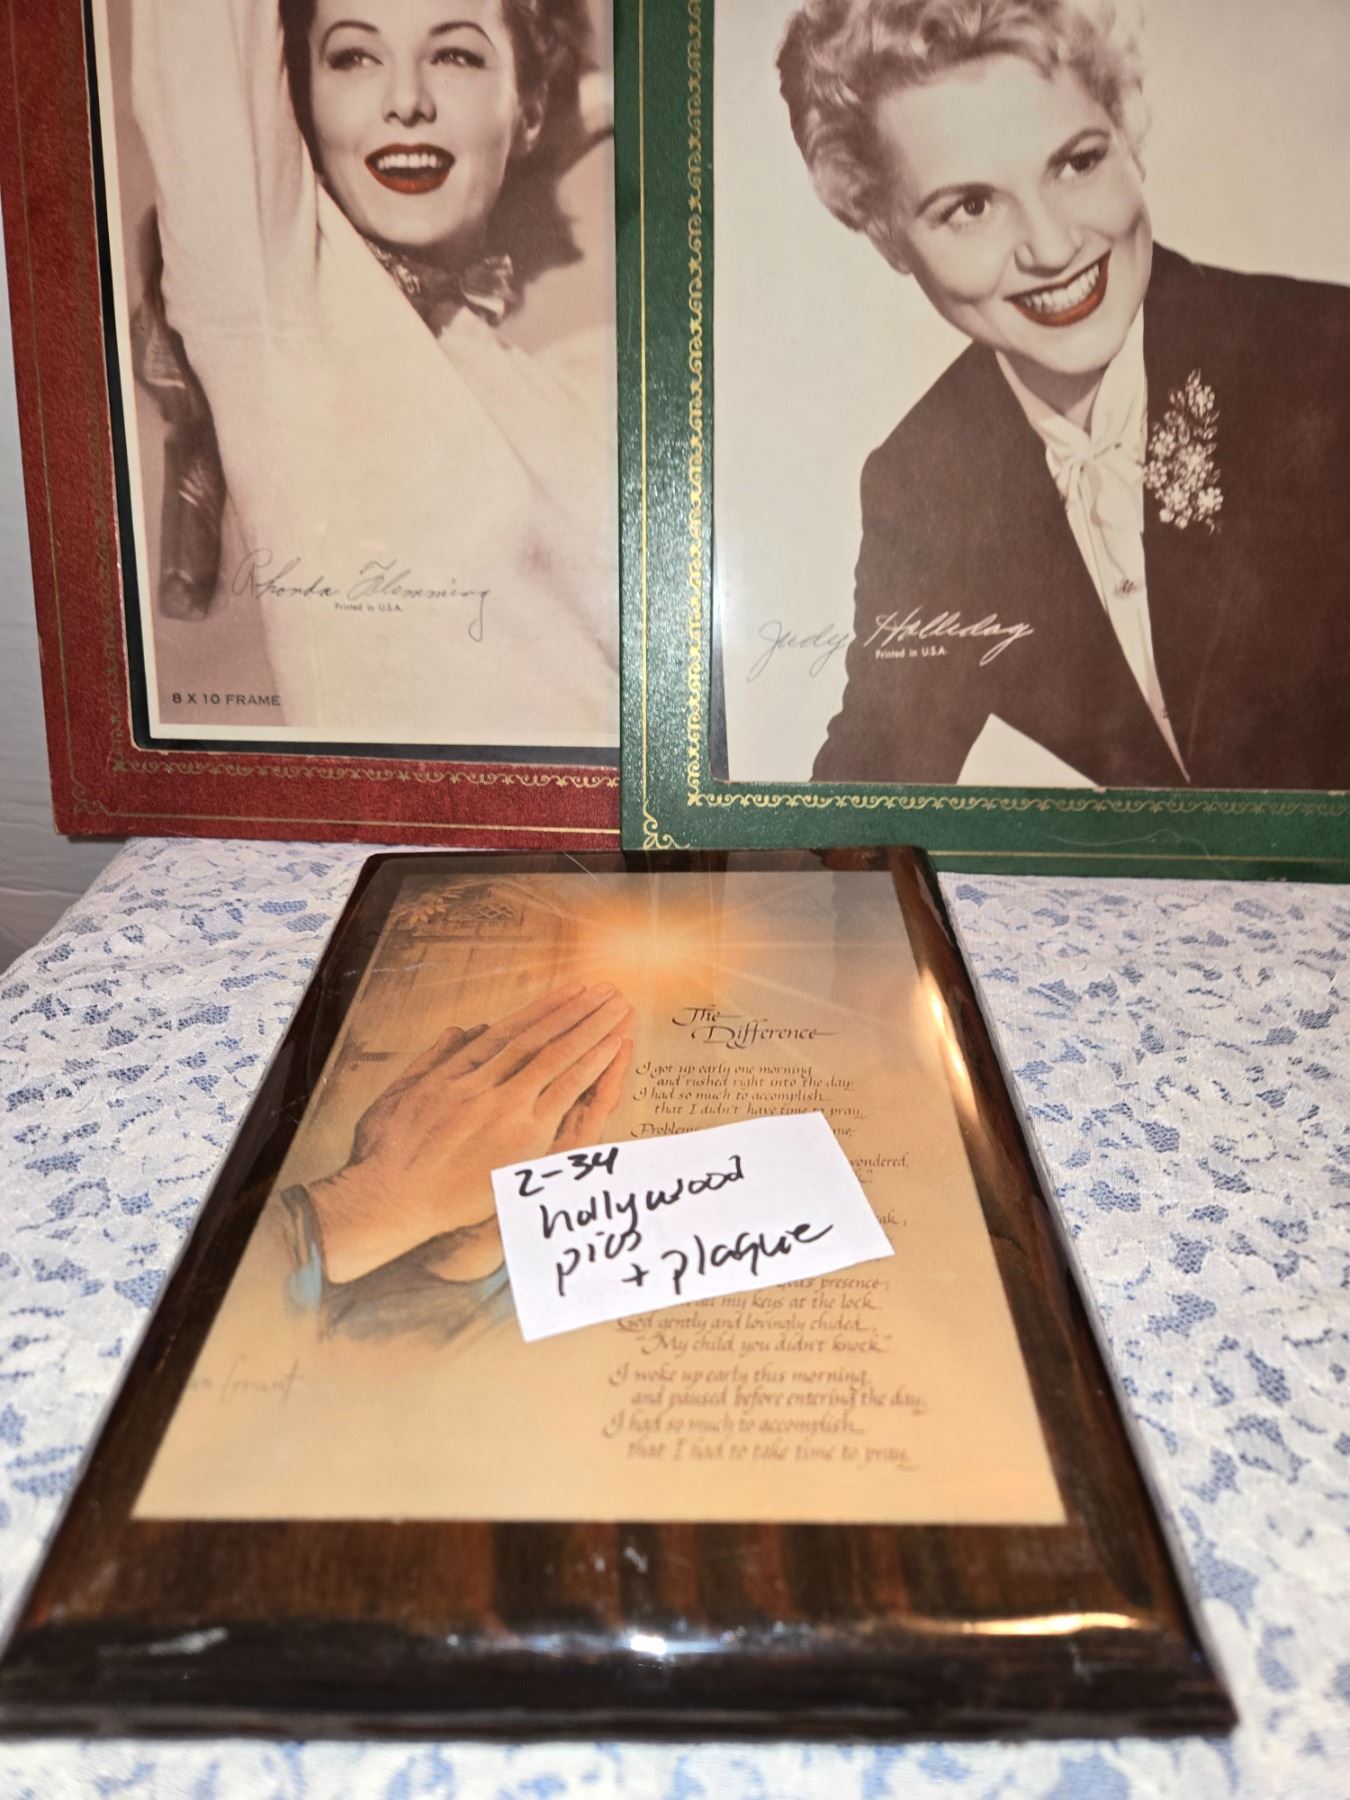 Rhonda Flemming
Printed in U.S.A.
8 X 10 FRAME
Judy Holliday
Printed in U.S.A.
The
Difference
I got up early one morning
and rushed right into the day;
I had so much to accomplish
that I didn't have time to pray.
Problems
me;
wondered,
2-34
hollywood
pics
+ plaque
presence;
my keys at the lock.
God gently and lovingly chided,
"My child you didn't knock."
I woke up early this morning,
and paused before entering the day;
I had so much to accomplish
that I had to take time to pray.